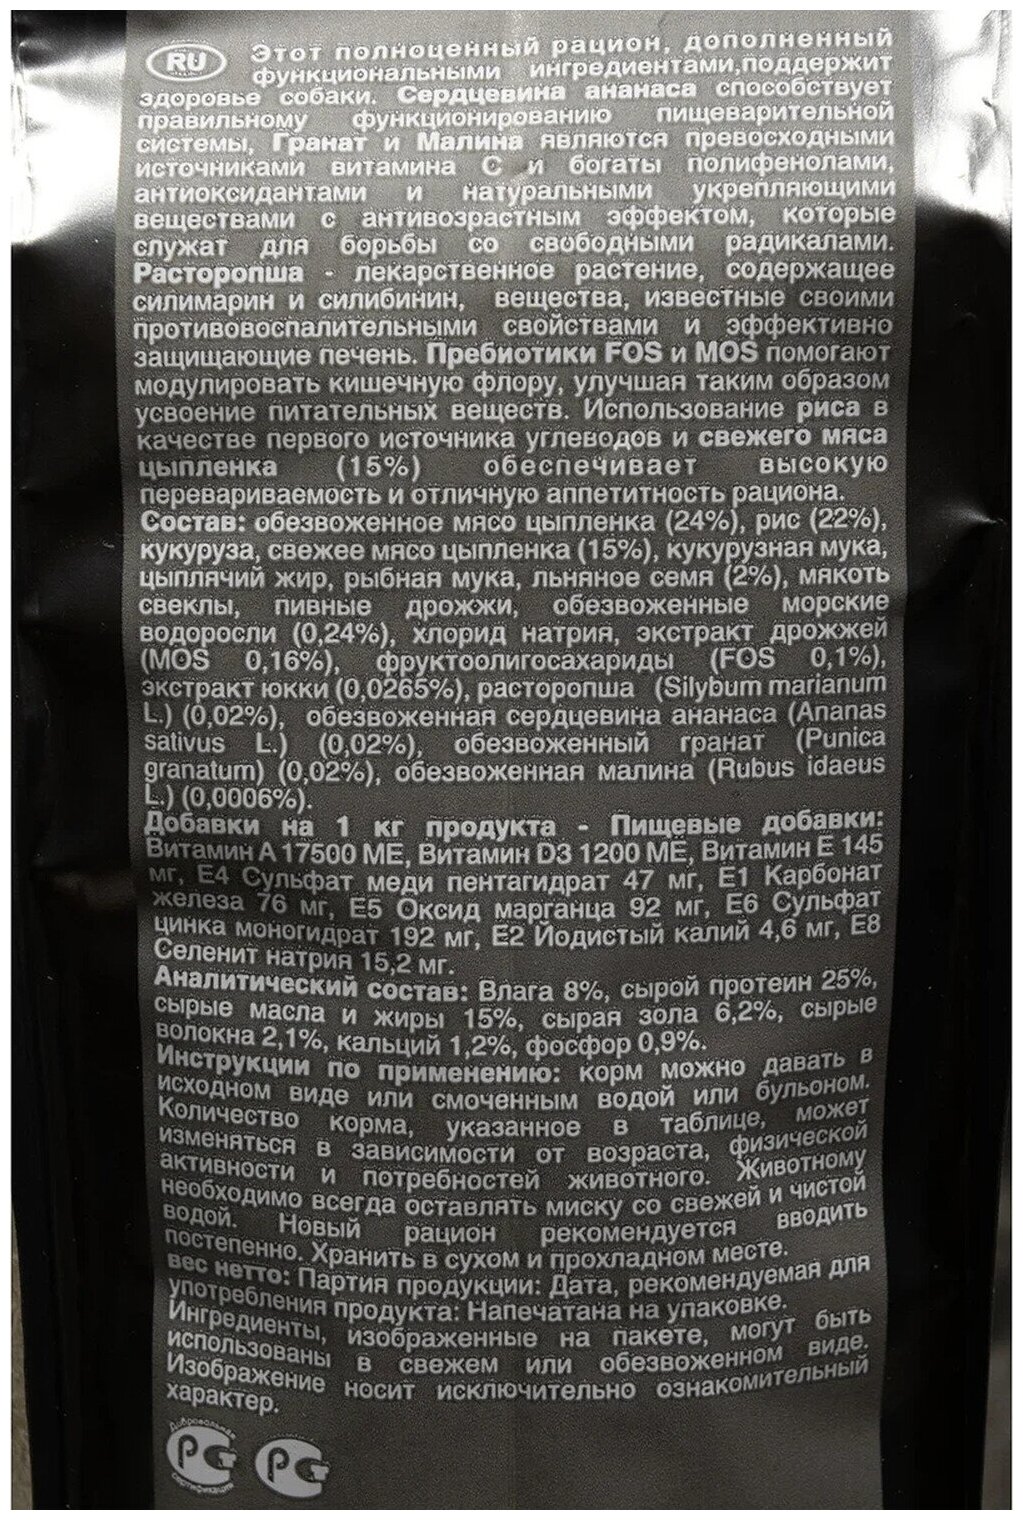 RU Этот полноценный рацион, дополненный
функциональными ингредиентами,поддержит
здоровье собаки. Сердцевина ананаса способствует
правильному функционированию пищеварительной
системы, Гранат и Малина являются превосходными
источниками витамина С и богаты полифенолами,
антиоксидантами и натуральными укрепляющими
веществами с антивозрастным эффектом, которые
служат для борьбы со свободными радикалами.
Расторопша - лекарственное растение, содержащее
силимарин и силибинин, вещества, известные своими
противовоспалительными свойствами и эффективно
защищающие печень. Пребиотики FOS и MOS помогают
модулировать кишечную флору, улучшая таким образом
усвоение питательных веществ. Использование риса в
качестве первого источника углеводов и свежего мяса
цыпленка (15%) обеспечивает высокую
перевариваемость и отличную аппетитность рациона.
Состав: обезвоженное мясо цыпленка (24%), рис (22%),
кукуруза, свежее мясо цыпленка (15%), кукурузная мука,
цыплячий жир, рыбная мука, льняное семя (2%), мякоть
свеклы, пивные дрожжи, обезвоженные морские
водоросли (0,24%), хлорид натрия, экстракт дрожжей
(MOS 0,16%), фруктоолигосахариды (FOS 0,1%),
экстракт юкки (0,0265%), расторопша (Silybum marianum
L.) (0,02%), обезвоженная сердцевина ананаса (Ananas
sativus L.) (0,02%), обезвоженный гранат (Punica
granatum) (0,02%), обезвоженная малина (Rubus idaeus
L.) (0,0006%).
Добавки на 1 кг продукта - Пищевые добавки:
Витамин А 17500 МЕ, Витамин D3 1200 МЕ, Витамин Е 145
мг, Е4 Сульфат меди пентагидрат 47 мг, Е1 Карбонат
железа 76 мг, Е5 Оксид марганца 92 мг, Е6 Сульфат
цинка моногидрат 192 мг, Е2 Йодистый калий 4,6 мг, Е8
Селенит натрия 15,2 мг.
Аналитический состав: Влага 8%, сырой протеин 25%,
сырые масла и жиры 15%, сырая зола 6,2%, сырые
волокна 2,1%, кальций 1,2%, фосфор 0,9%.
Инструкции по применению: корм можно давать в
исходном виде или смоченным водой или бульоном.
Количество корма, указанное в таблице, может
изменяться в зависимости от возраста, физической
активности и потребностей животного. Животному
необходимо всегда оставлять миску со свежей и чистой
водой. Новый рацион рекомендуется вводить
постепенно. Хранить в сухом и прохладном месте.
вес нетто: Партия продукции: Дата, рекомендуемая для
употребления продукта: Напечатана на упаковке.
Ингредиенты, изображенные на пакете, могут быть
использованы в свежем или обезвоженном виде.
Изображение носит исключительно ознакомительный
характер.
Добровольная
сертификация